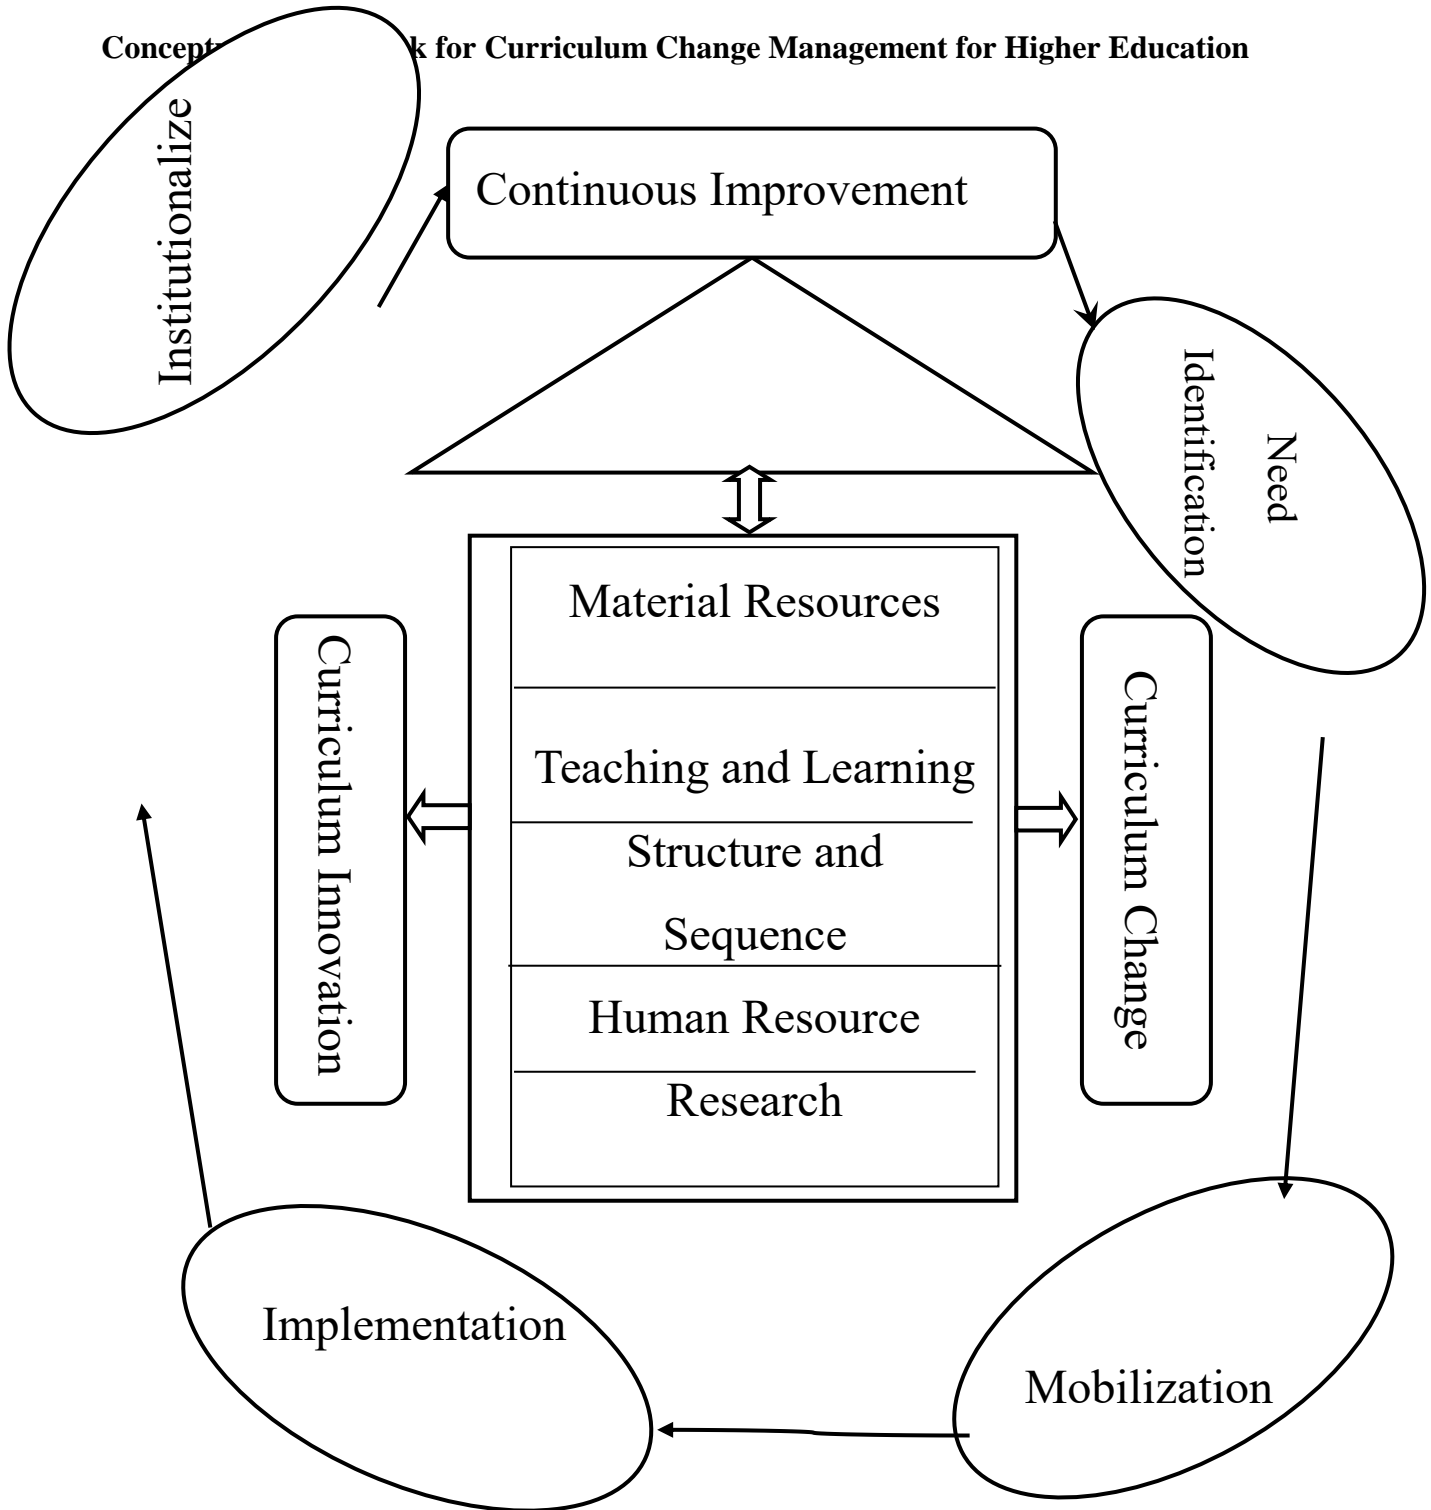 Concept k for Curriculum Change Management for Higher Education
Institutionalize
Continuous Improvement
Need
Identification
Material Resources
Teaching and Learning
Structure and
Sequence
Human Resource
Research
Curriculum Innovation
Curriculum Change
Implementation
Mobilization